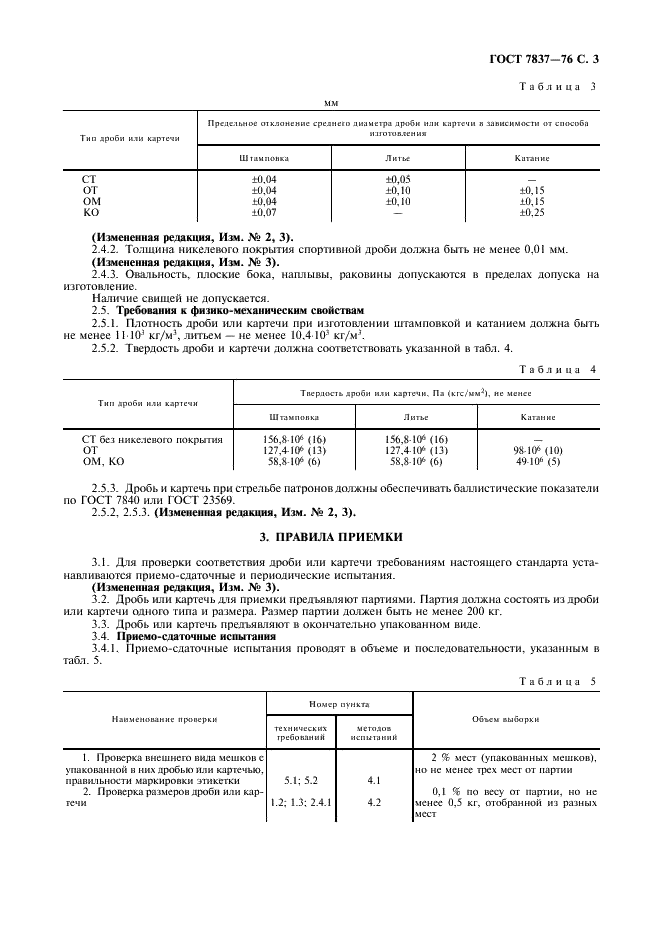 ГОСТ 7837—76 С. 3
Таблица 3
мм
Тип дроби или картечи
Предельное отклонение среднего диаметра дроби или картечи в зависимости от способа
изготовления
Штамповка Литье Катание
СТ ±0,04 ±0,05 —
ОТ ±0,04 ±0,10 ±0,15
ОМ ±0,04 ±0,10 ±0,15
КО ±0,07 — ±0,25
(Измененная редакция, Изм. № 2, 3).
2.4.2. Толщина никелевого покрытия спортивной дроби должна быть не менее 0,01 мм.
(Измененная редакция, Изм. № 3).
2.4.3. Овальность, плоские бока, наплывы, раковины допускаются в пределах допуска на
изготовление.
Наличие свищей не допускается.
2.5. Требования к физико-механическим свойствам
2.5.1. Плотность дроби или картечи при изготовлении штамповкой и катанием должна быть
не менее 11·10³ кг/м³, литьем — не менее 10,4·10³ кг/м³.
2.5.2. Твердость дроби и картечи должна соответствовать указанной в табл. 4.
Таблица 4
Тип дроби или картечи
Твердость дроби или картечи, Па (кгс/мм²), не менее
Штамповка Литье Катание
СТ без никелевого покрытия 156,8·10⁶ (16) 156,8·10⁶ (16) —
ОТ 127,4·10⁶ (13) 127,4·10⁶ (13) 98·10⁶ (10)
ОМ, КО 58,8·10⁶ (6) 58,8·10⁶ (6) 49·10⁶ (5)
2.5.3. Дробь и картечь при стрельбе патронов должны обеспечивать баллистические показатели
по ГОСТ 7840 или ГОСТ 23569.
2.5.2, 2.5.3. (Измененная редакция, Изм. № 2, 3).
3. ПРАВИЛА ПРИЕМКИ
3.1. Для проверки соответствия дроби или картечи требованиям настоящего стандарта уста-
навливаются приемо-сдаточные и периодические испытания.
(Измененная редакция, Изм. № 3).
3.2. Дробь или картечь для приемки предъявляют партиями. Партия должна состоять из дроби
или картечи одного типа и размера. Размер партии должен быть не менее 200 кг.
3.3. Дробь или картечь предъявляют в окончательно упакованном виде.
3.4. Приемо-сдаточные испытания
3.4.1. Приемо-сдаточные испытания проводят в объеме и последовательности, указанным в
табл. 5.
Таблица 5
Наименование проверки
Номер пункта
технических
требований
методов
испытаний
Объем выборки
1. Проверка внешнего вида мешков с
упакованной в них дробью или картечью,
правильности маркировки этикетки
5.1; 5.2
4.1
2 % мест (упакованных мешков),
но не менее трех мест от партии
2. Проверка размеров дроби или кар-
течи
1.2; 1.3; 2.4.1
4.2
0,1 % по весу от партии, но не
менее 0,5 кг, отобранной из разных
мест